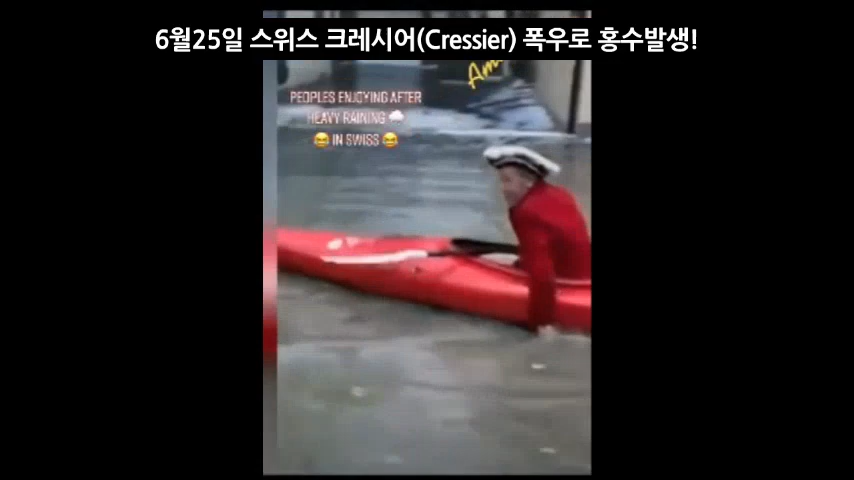 6월25일 스위스 크레시어(Cressier) 폭우로 홍수발생!
PEOPLES ENJOYING AFTER
HEAVY RAINING 🌧️
😂 IN SWISS 😂